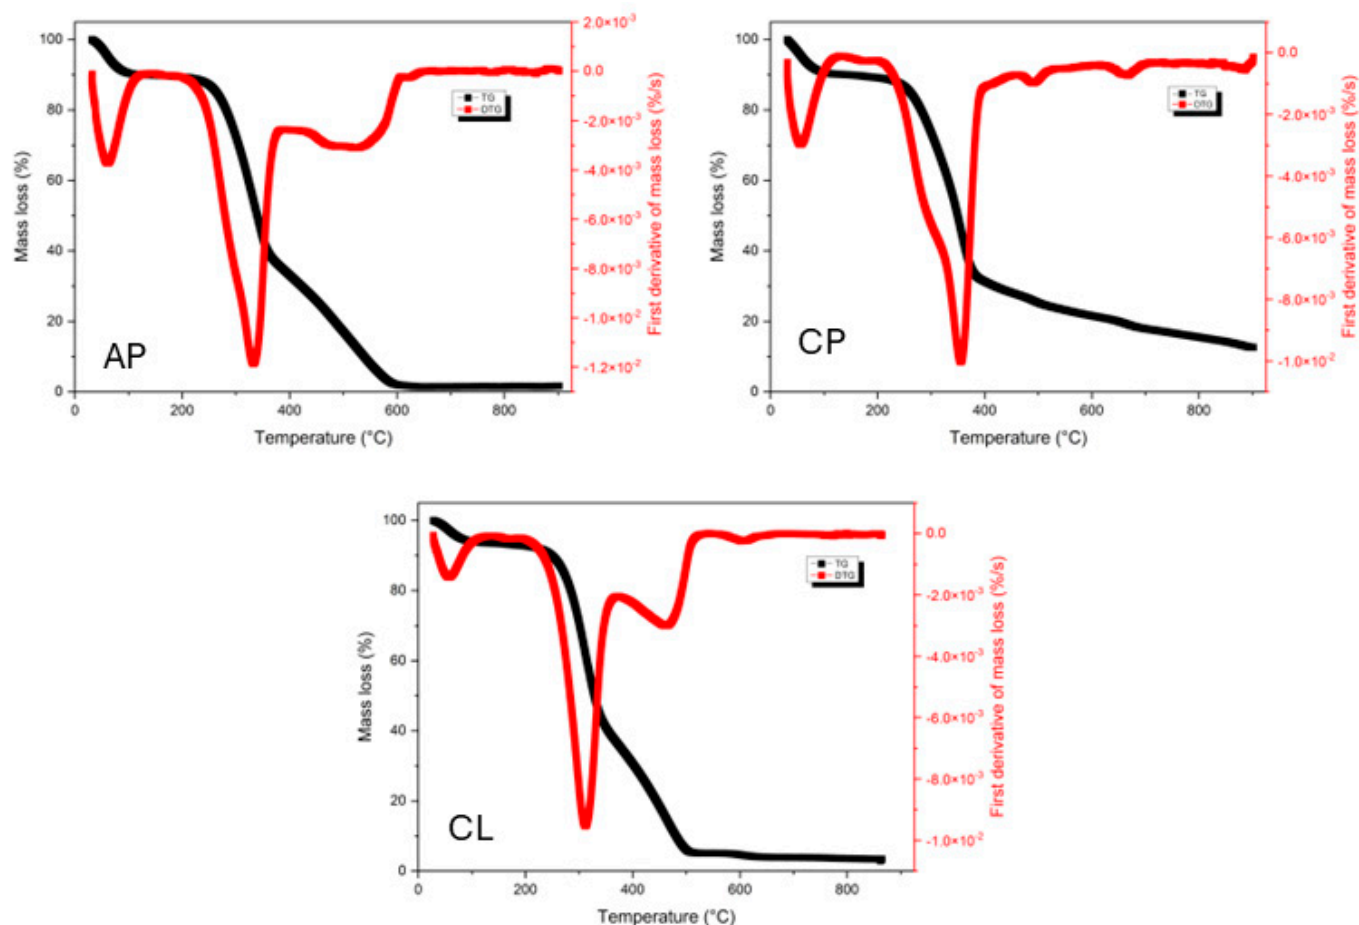 100
80
60
40
20
0
Mass loss (%)
0 200 400 600 800
Temperature (°C)
2.0×10⁻³
0.0
-2.0×10⁻³
-4.0×10⁻³
-6.0×10⁻³
-8.0×10⁻³
-1.0×10⁻²
-1.2×10⁻²
First derivative of mass loss (%/s)
TG
DTG
AP
100
80
60
40
20
0
Mass loss (%)
0 200 400 600 800
Temperature (°C)
0.0
-2.0×10⁻³
-4.0×10⁻³
-6.0×10⁻³
-8.0×10⁻³
-1.0×10⁻²
First derivative of mass loss (%/s)
TG
DTG
CP
100
80
60
40
20
0
Mass loss (%)
0 200 400 600 800
Temperature (°C)
0.0
-2.0×10⁻³
-4.0×10⁻³
-6.0×10⁻³
-8.0×10⁻³
-1.0×10⁻²
First derivative of mass loss (%/s)
TG
DTG
CL